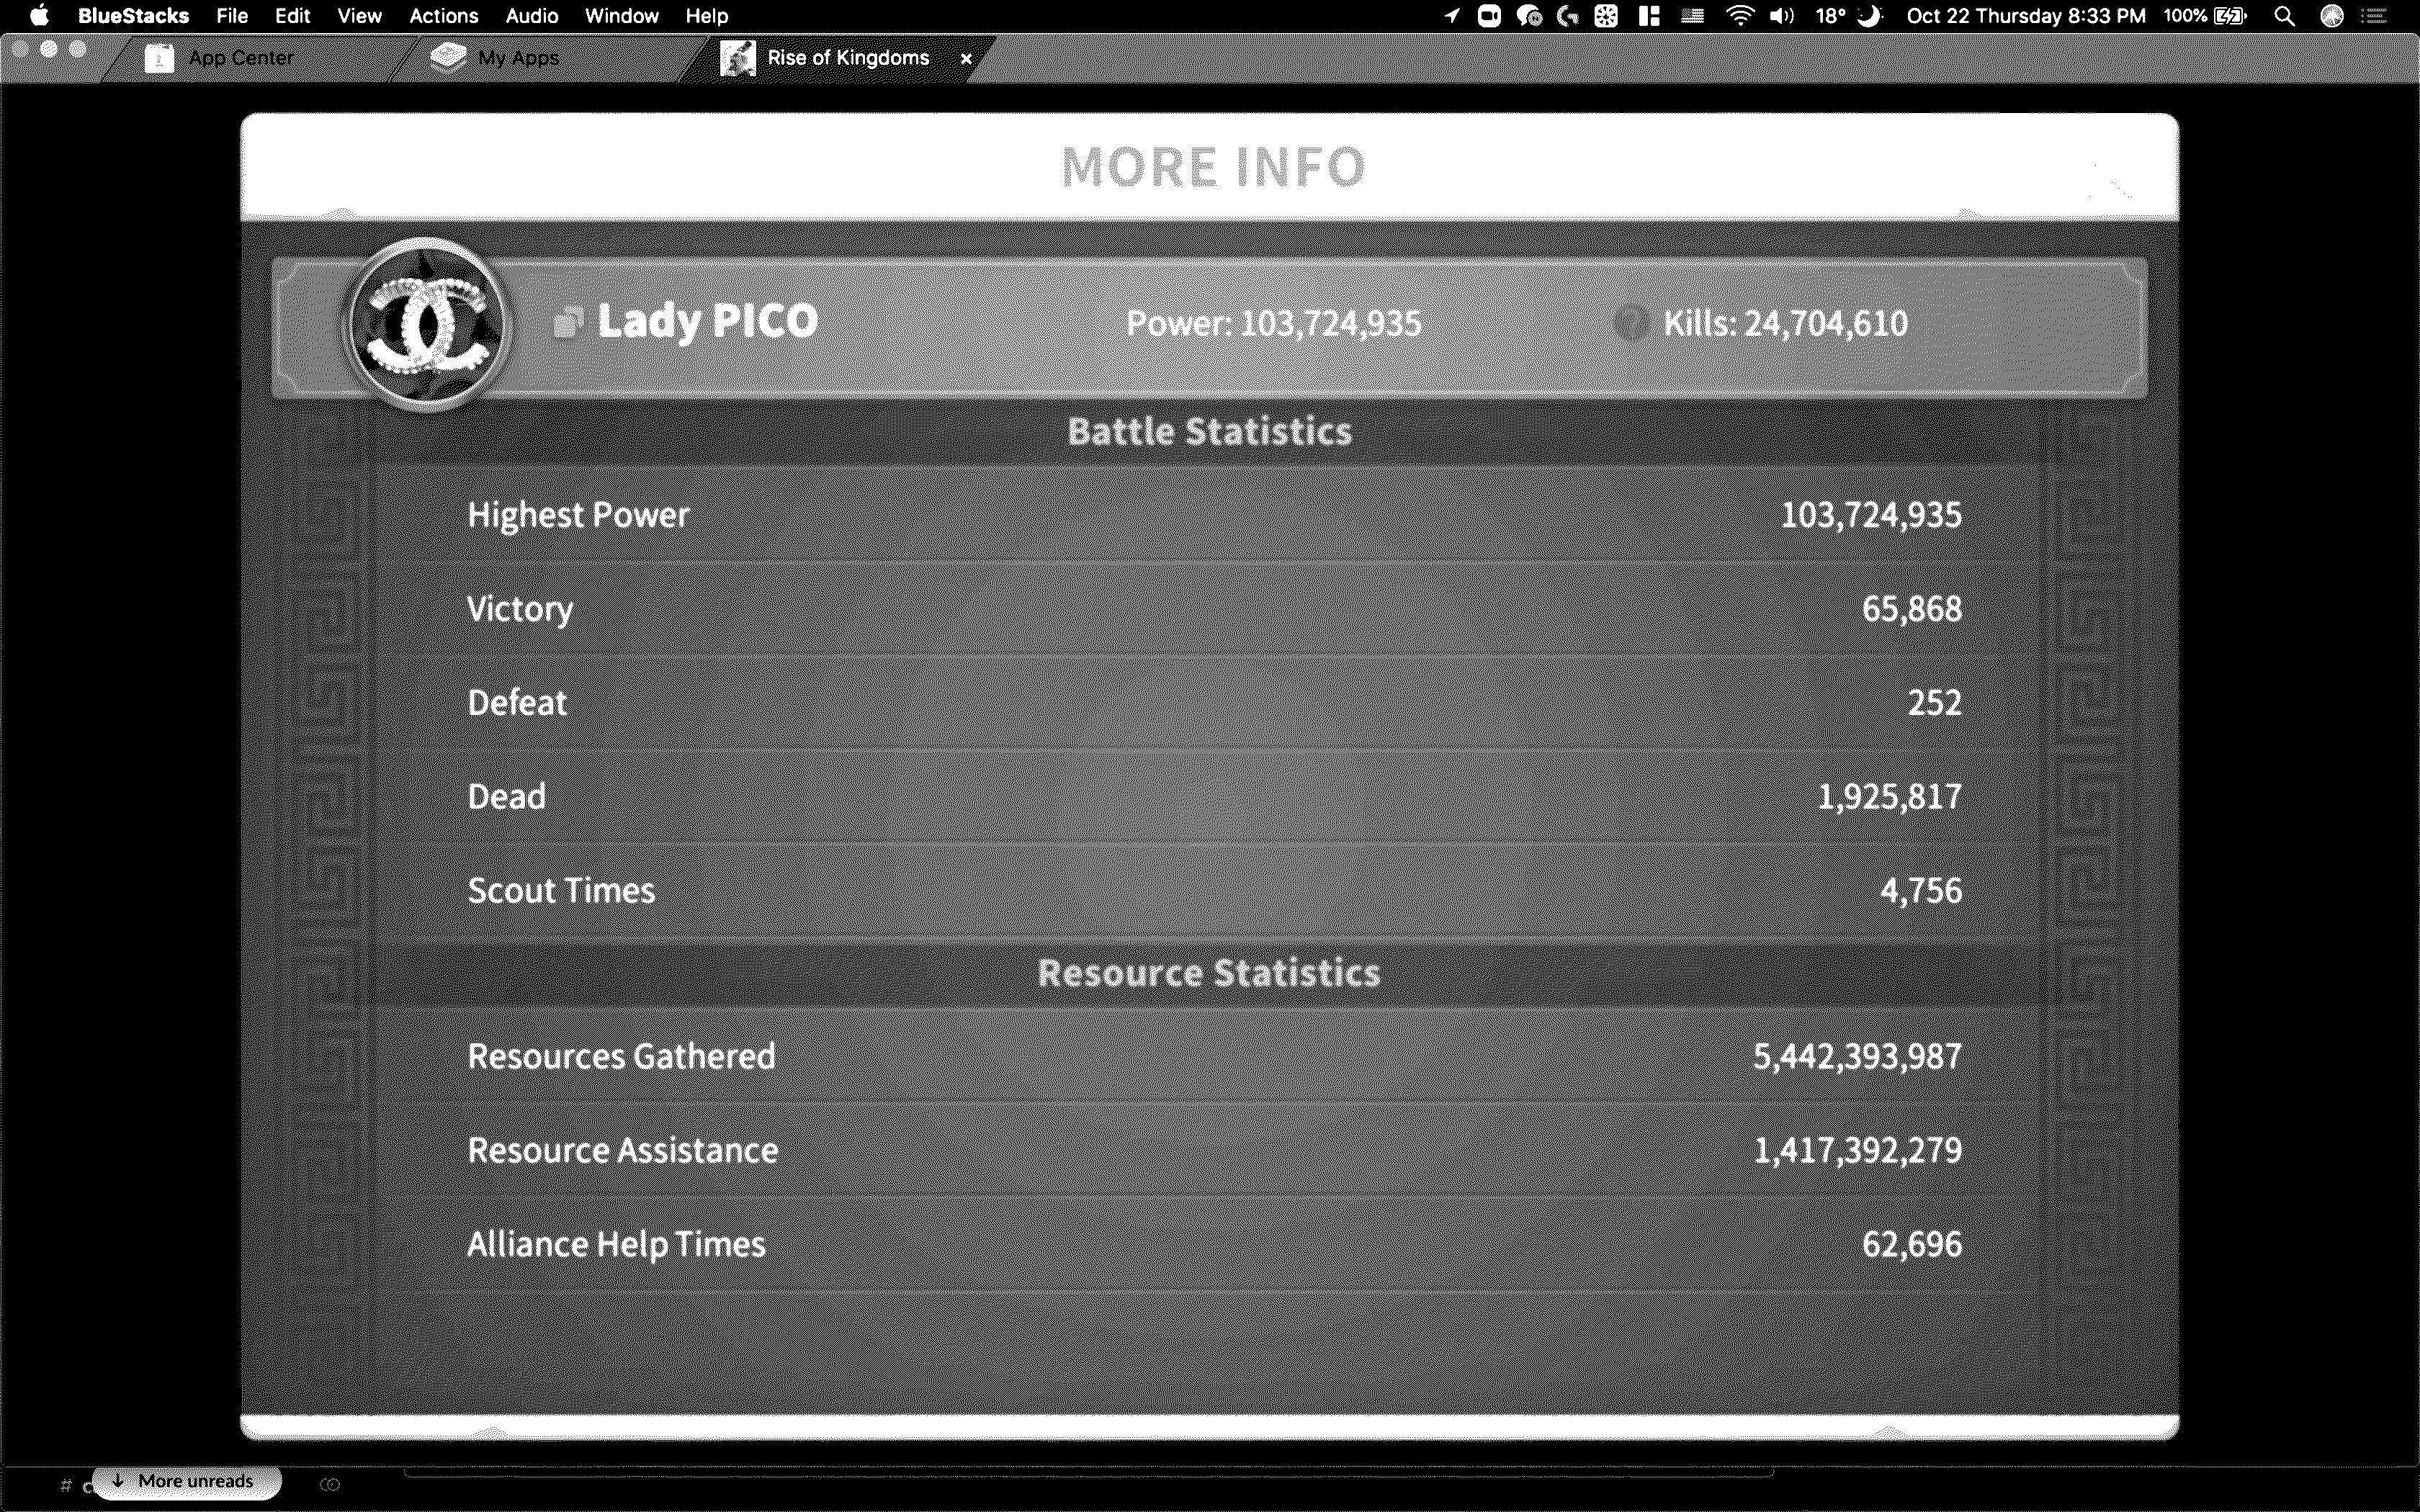 BlueStacks File Edit View Actions Audio Window Help 18° Oct 22 Thursday 8:33 PM 100%
App Center My Apps Rise of Kingdoms
MORE INFO
Lady PICO Power: 103,724,935 Kills: 24,704,610
Battle Statistics
Highest Power 103,724,935
Victory 65,868
Defeat 252
Dead 1,925,817
Scout Times 4,756
Resource Statistics
Resources Gathered 5,442,393,987
Resource Assistance 1,417,392,279
Alliance Help Times 62,696
More unreads